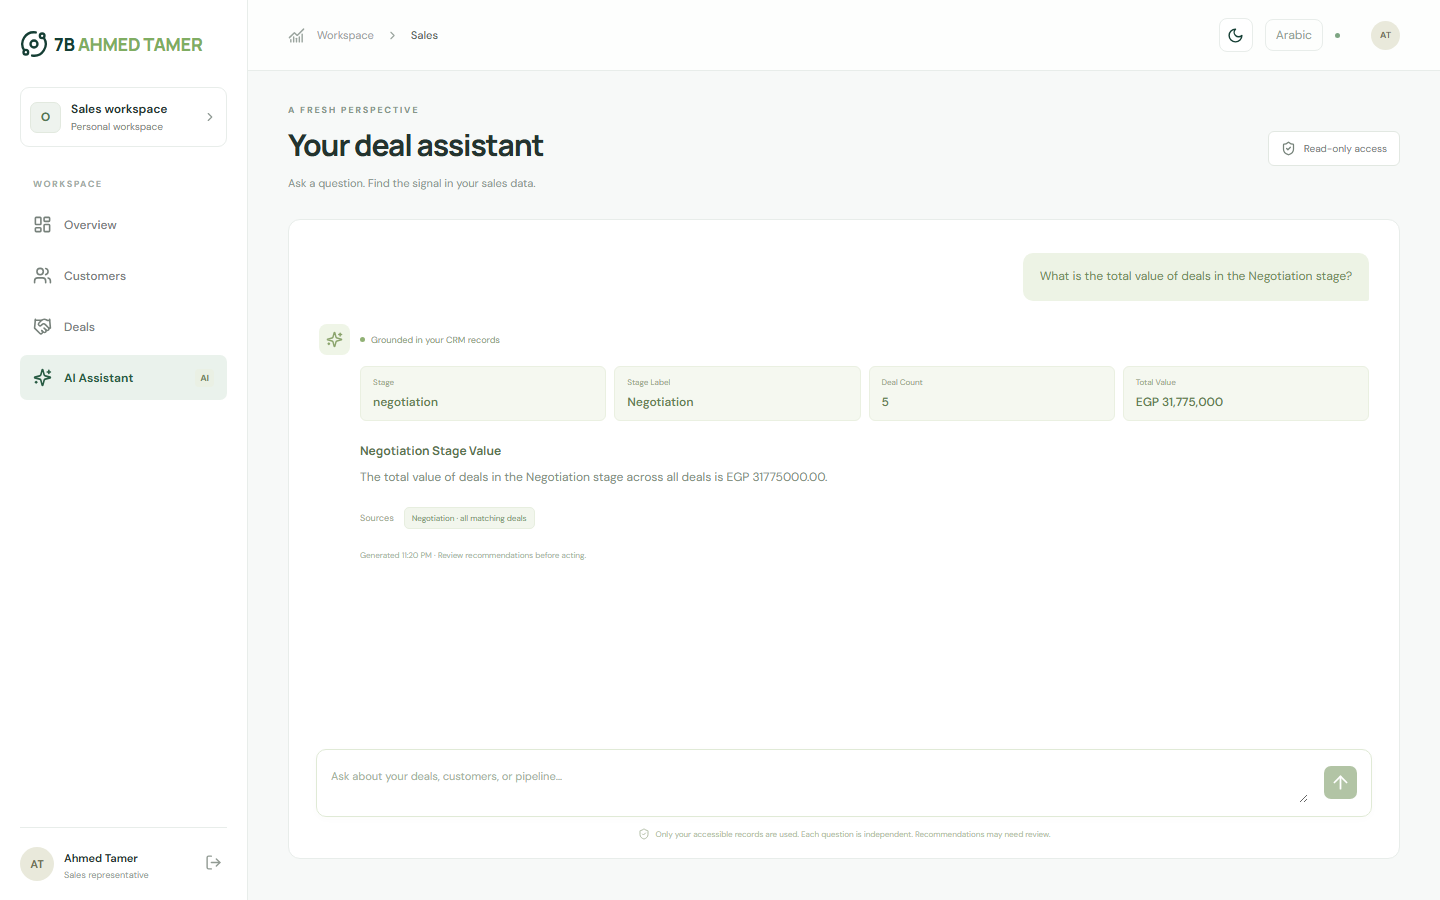 7B AHMED TAMER
O
Sales workspace
Personal workspace
WORKSPACE
Overview
Customers
Deals
AI Assistant
AI
AT
Ahmed Tamer
Sales representative
Workspace
Sales
Arabic
AT
A FRESH PERSPECTIVE
Your deal assistant
Ask a question. Find the signal in your sales data.
Read-only access
What is the total value of deals in the Negotiation stage?
Grounded in your CRM records
Stage
negotiation
Stage Label
Negotiation
Deal Count
5
Total Value
EGP 31,775,000
Negotiation Stage Value
The total value of deals in the Negotiation stage across all deals is EGP 31775000.00.
Sources
Negotiation · all matching deals
Generated 11:20 PM · Review recommendations before acting.
Ask about your deals, customers, or pipeline…
Only your accessible records are used. Each question is independent. Recommendations may need review.